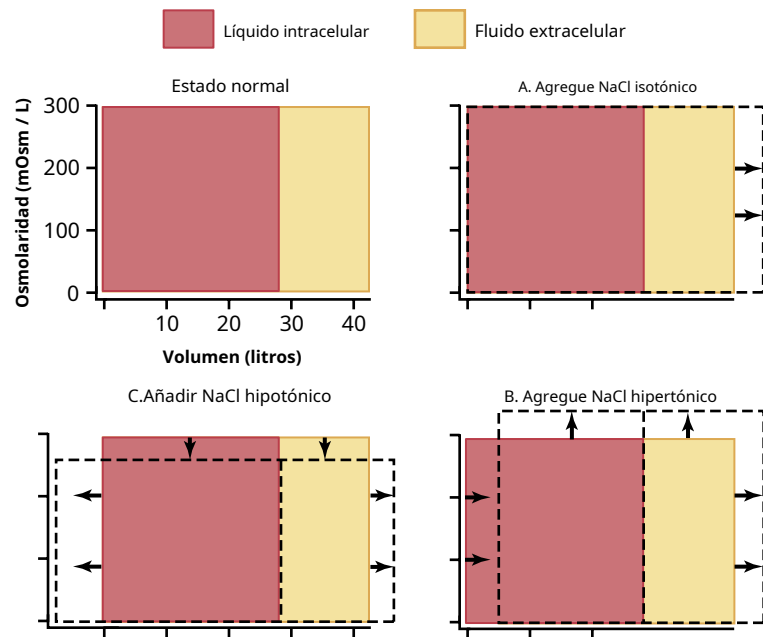 Líquido intracelular
Fluido extracelular
Estado normal
A. Agregue NaCl isotónico
Osmolaridad (mOsm / L)
300
200
100
0
10 20 30 40
Volumen (litros)
C.Añadir NaCl hipotónico
B. Agregue NaCl hipertónico